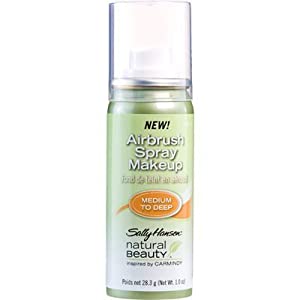 NEW!
Airbrush
Spray
Makeup
Fond de teint en aérosol
MEDIUM
TO DEEP
Sally Hansen
natural
BEAUTY
inspired by CARMINDY
Poids net 28.3 g (Net Wt. 1.0 oz)